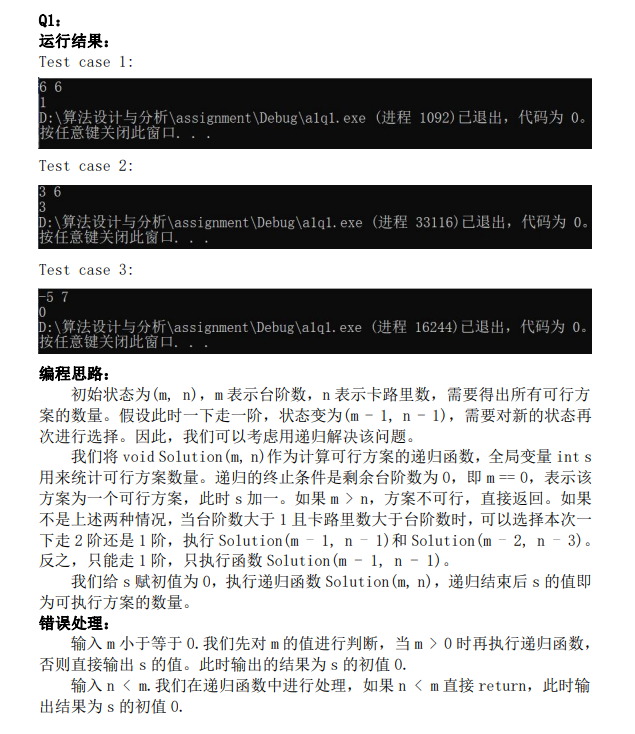 Q1:
运行结果:
Test case 1:
6 6
1
D:\算法设计与分析\assignment\Debug\a1q1.exe (进程 1092)已退出,代码为 0。
按任意键关闭此窗口. . .
Test case 2:
3 6
3
D:\算法设计与分析\assignment\Debug\a1q1.exe (进程 33116)已退出,代码为 0。
按任意键关闭此窗口. . .
Test case 3:
-5 7
0
D:\算法设计与分析\assignment\Debug\a1q1.exe (进程 16244)已退出,代码为 0。
按任意键关闭此窗口. . .
编程思路:
初始状态为(m, n),m 表示台阶数,n 表示卡路里数,需要得出所有可行方
案的数量。假设此时一下走一阶,状态变为(m - 1, n - 1),需要对新的状态再
次进行选择。因此,我们可以考虑用递归解决该问题。
我们将 void Solution(m, n)作为计算可行方案的递归函数,全局变量 int s
用来统计可行方案数量。递归的终止条件是剩余台阶数为 0,即 m == 0,表示该
方案为一个可行方案,此时 s 加一。如果 m > n,方案不可行,直接返回。如果
不是上述两种情况,当台阶数大于 1 且卡路里数大于台阶数时,可以选择本次一
下走 2 阶还是 1 阶,执行 Solution(m - 1, n - 1)和 Solution(m - 2, n - 3)。
反之,只能走 1 阶,只执行函数 Solution(m - 1, n - 1)。
我们给 s 赋初值为 0,执行递归函数 Solution(m, n),递归结束后 s 的值即
为可执行方案的数量。
错误处理:
输入 m 小于等于 0.我们先对 m 的值进行判断,当 m > 0 时再执行递归函数,
否则直接输出 s 的值。此时输出的结果为 s 的初值 0.
输入 n < m.我们在递归函数中进行处理,如果 n < m 直接 return,此时输
出结果为 s 的初值 0.